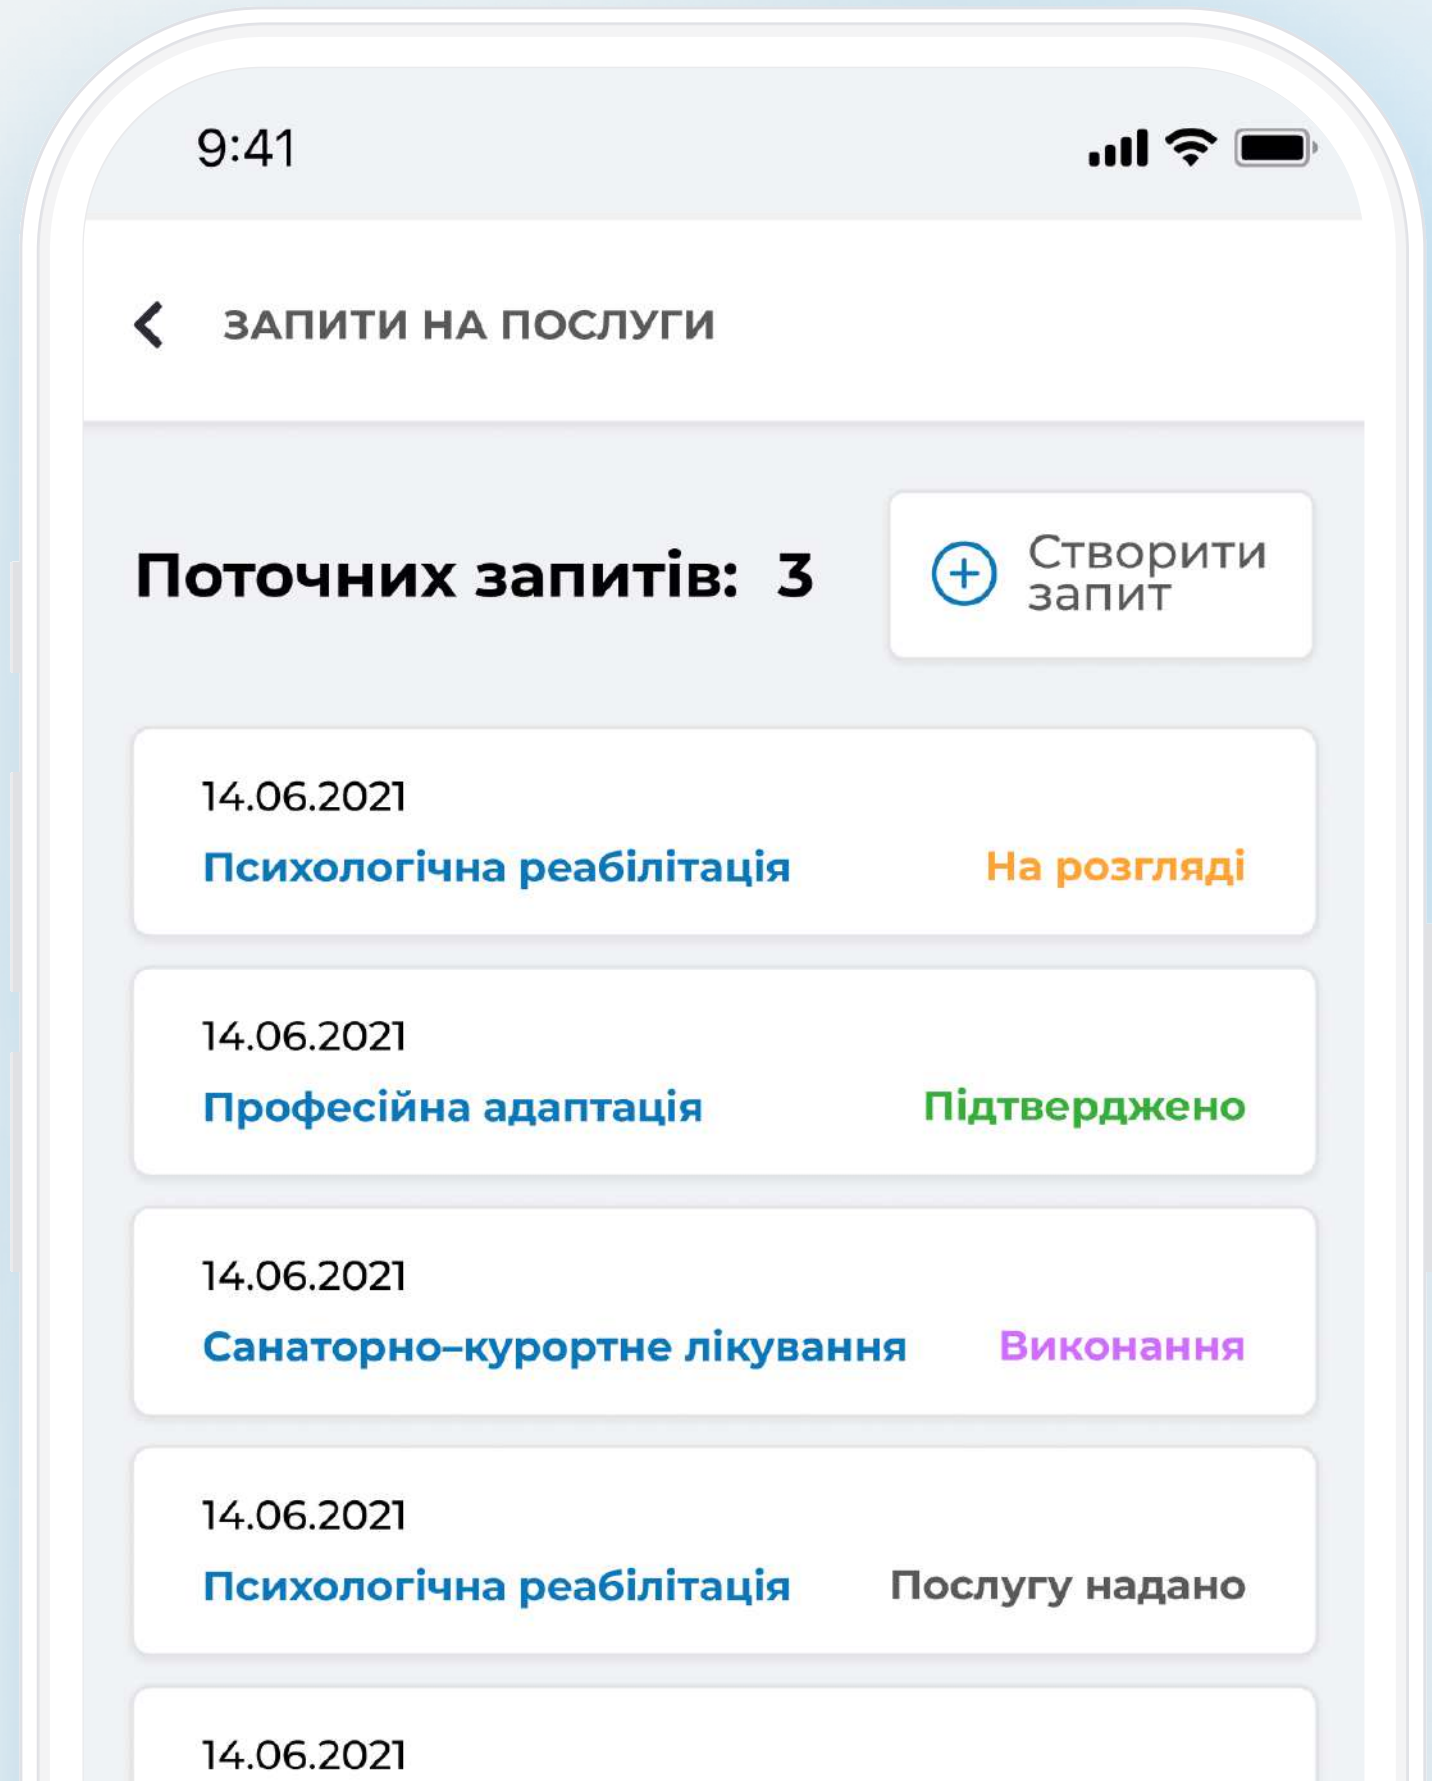 9:41
ЗАПИТИ НА ПОСЛУГИ
Поточних запитів: 3
Створити
запит
14.06.2021
Психологічна реабілітація На розгляді
14.06.2021
Професійна адаптація Підтверджено
14.06.2021
Санаторно–курортне лікування Виконання
14.06.2021
Психологічна реабілітація Послугу надано
14.06.2021